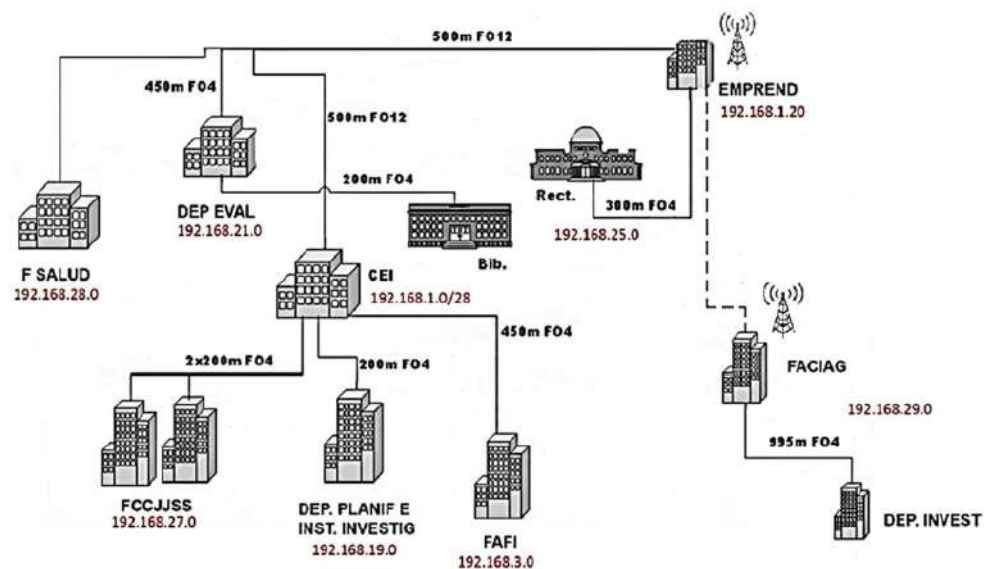 500m FO12
450m FO4
500m FO12
EMPREND
192.168.1.20
DEP EVAL
192.168.21.0
200m FO4
Bib.
Rect.
300m FO4
192.168.25.0
F SALUD
192.168.28.0
CEI
192.168.1.0/28
450m FO4
2x200m FO4
200m FO4
FACIAG
192.168.29.0
995m FO4
FCCJJSS
192.168.27.0
DEP. PLANIF E
INST. INVESTIG
192.168.19.0
FAFI
192.168.3.0
DEP. INVEST